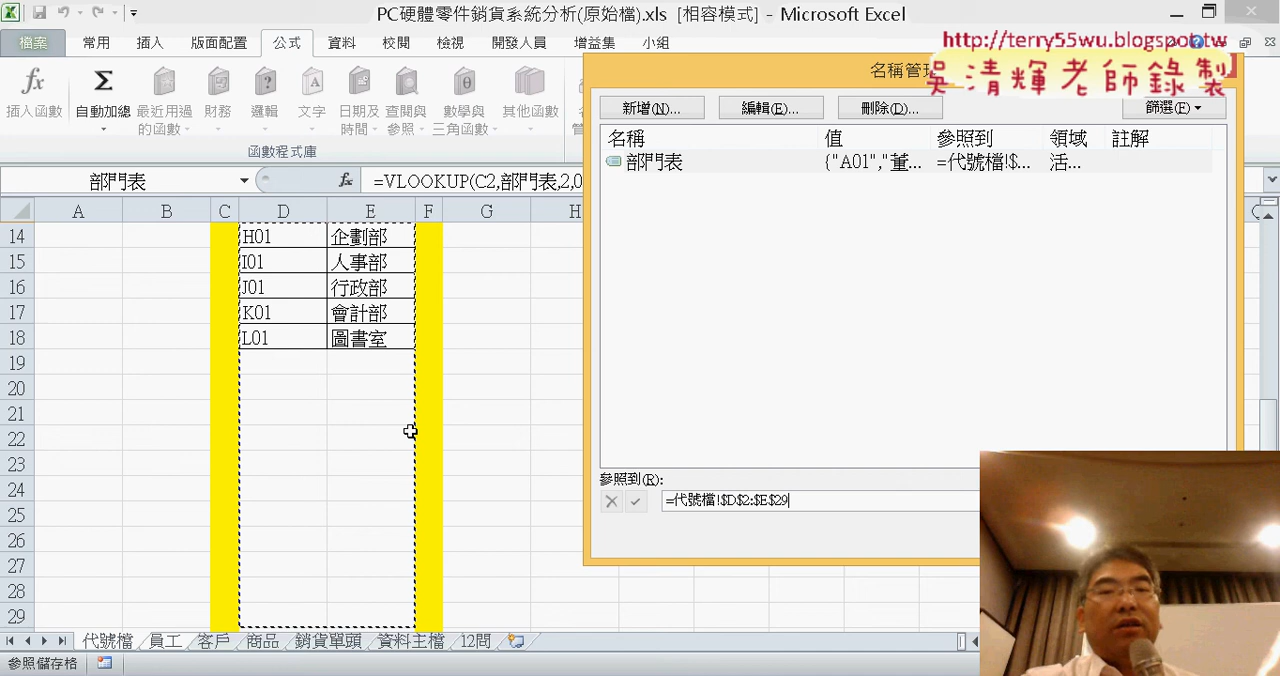 PC硬體零件銷貨系統分析(原始檔).xls [相容模式] - Microsoft Excel
檔案 常用 插入 版面配置 公式 資料 校閱 檢視 開發人員 增益集 小組
http://terry55wu.blogspot.tw
吳清輝老師錄製
插入函數 自動加總 最近用過的函數 財務 邏輯 文字 日期及時間 查閱與參照 數學與三角函數 其他函數
函數程式庫
部門表 fx =VLOOKUP(C2,部門表,2,0
A B C D E F G H
14 H01 企劃部
15 I01 人事部
16 J01 行政部
17 K01 會計部
18 L01 圖書室
19
20
21
22
23
24
25
26
27
28
29
名稱管
新增(N)... 編輯(E)... 刪除(D)... 篩選(F)
名稱 值 參照到 領域 註解
部門表 {"A01","董... =代號檔!$... 活...
參照到(R):
=代號檔!$D$2:$E$29
代號檔 員工 客戶 商品 銷貨單頭 資料主檔 12問
參照儲存格